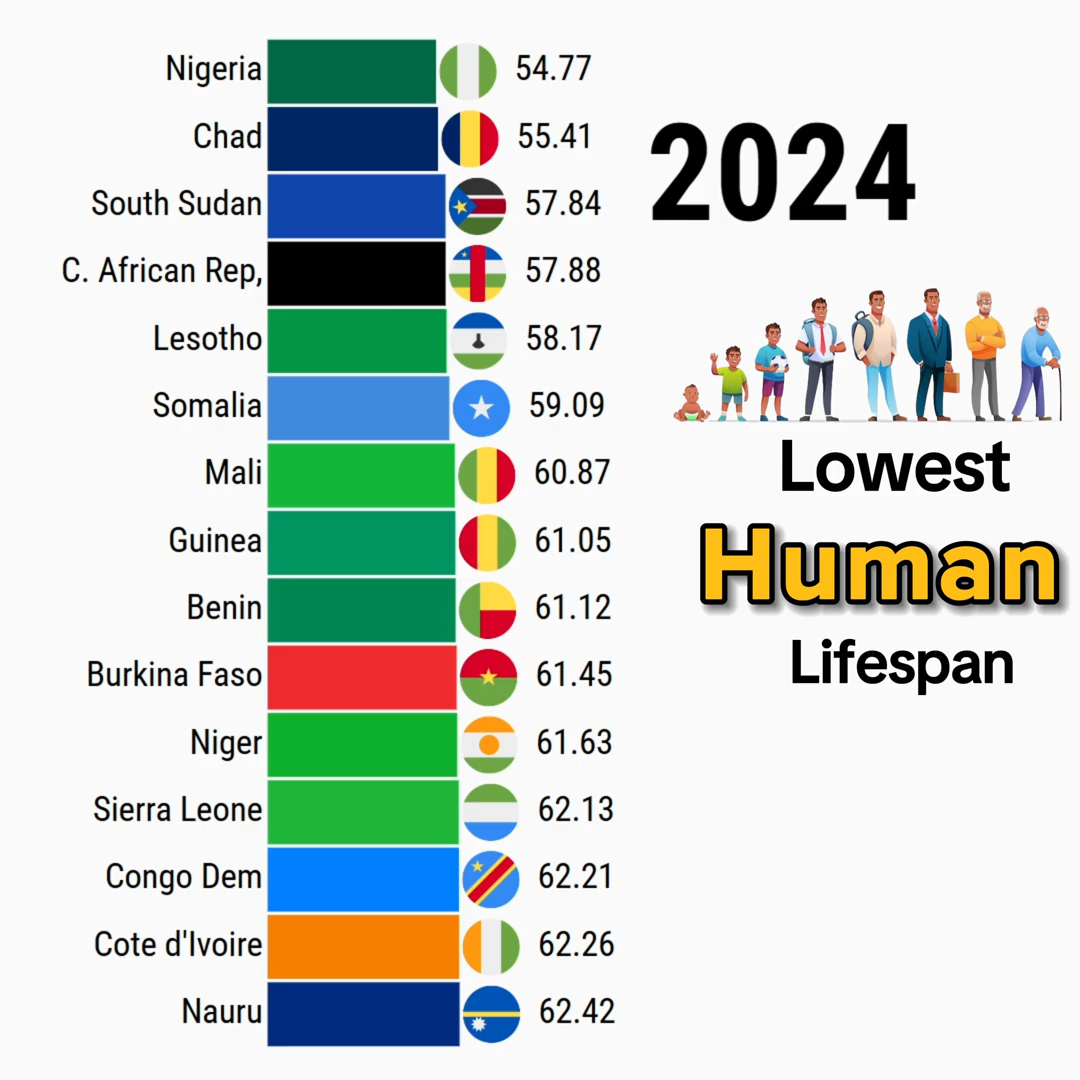 Nigeria 54.77
Chad 55.41
South Sudan 57.84
C. African Rep, 57.88
Lesotho 58.17
Somalia 59.09
Mali 60.87
Guinea 61.05
Benin 61.12
Burkina Faso 61.45
Niger 61.63
Sierra Leone 62.13
Congo Dem 62.21
Cote d'Ivoire 62.26
Nauru 62.42
2024
Lowest
Human
Lifespan